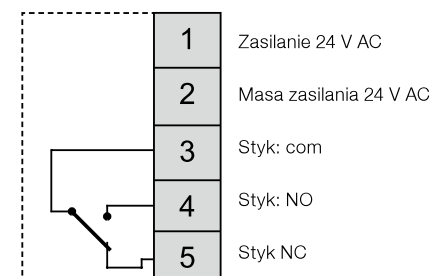 1 Zasilanie 24 V AC
2 Masa zasilania 24 V AC
3 Styk: com
4 Styk: NO
5 Styk NC